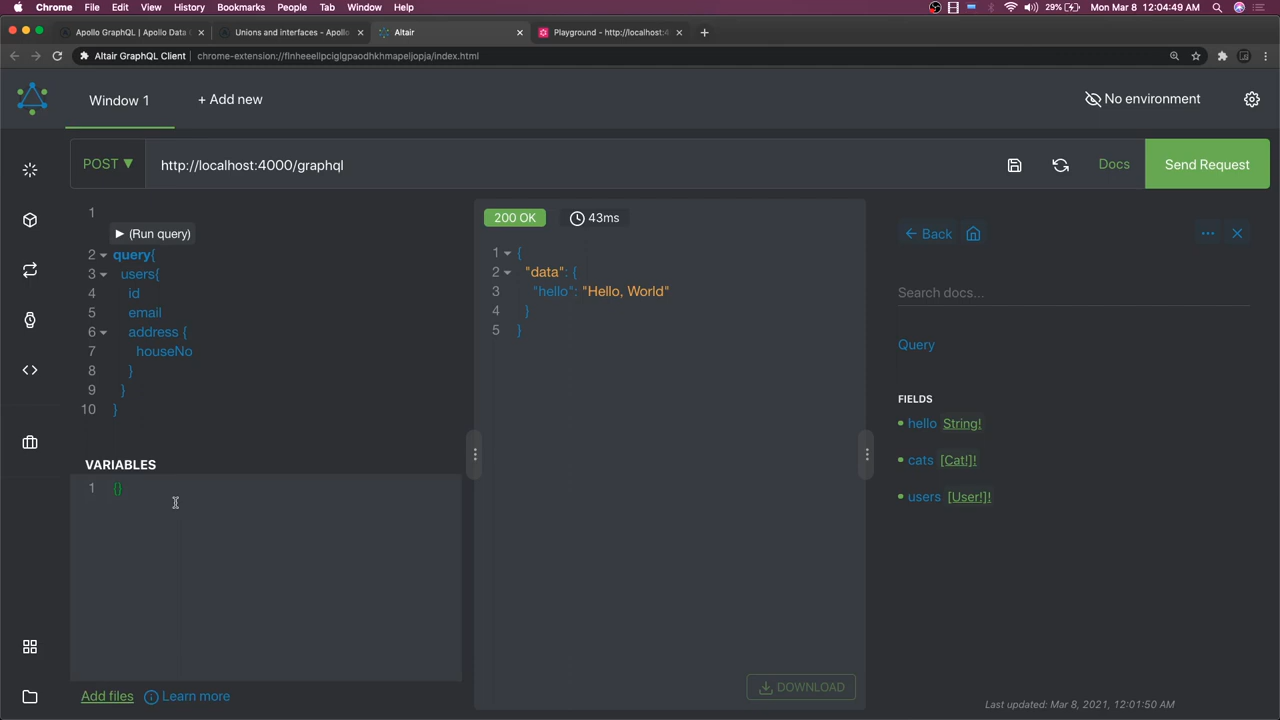 Chrome File Edit View History Bookmarks People Tab Window Help 29% Mon Mar 8 12:04:49 AM
Apollo GraphQL | Apollo Data G × Unions and interfaces - Apollo × Altair × Playground - http://localhost:4 × +
Altair GraphQL Client chrome-extension://flnheeellpciglgpaodhkhmapeljopja/index.html
Window 1 + Add new No environment
POST ▼ http://localhost:4000/graphql Docs Send Request
1
▶ (Run query)
2 query{
3 users{
4 id
5 email
6 address {
7 houseNo
8 }
9 }
10 }
VARIABLES
1 {}
Add files Learn more
200 OK 43ms
1 {
2 "data": {
3 "hello": "Hello, World"
4 }
5 }
DOWNLOAD
← Back ... ×
Search docs...
Query
FIELDS
hello String!
cats [Cat!]!
users [User!]!
Last updated: Mar 8, 2021, 12:01:50 AM